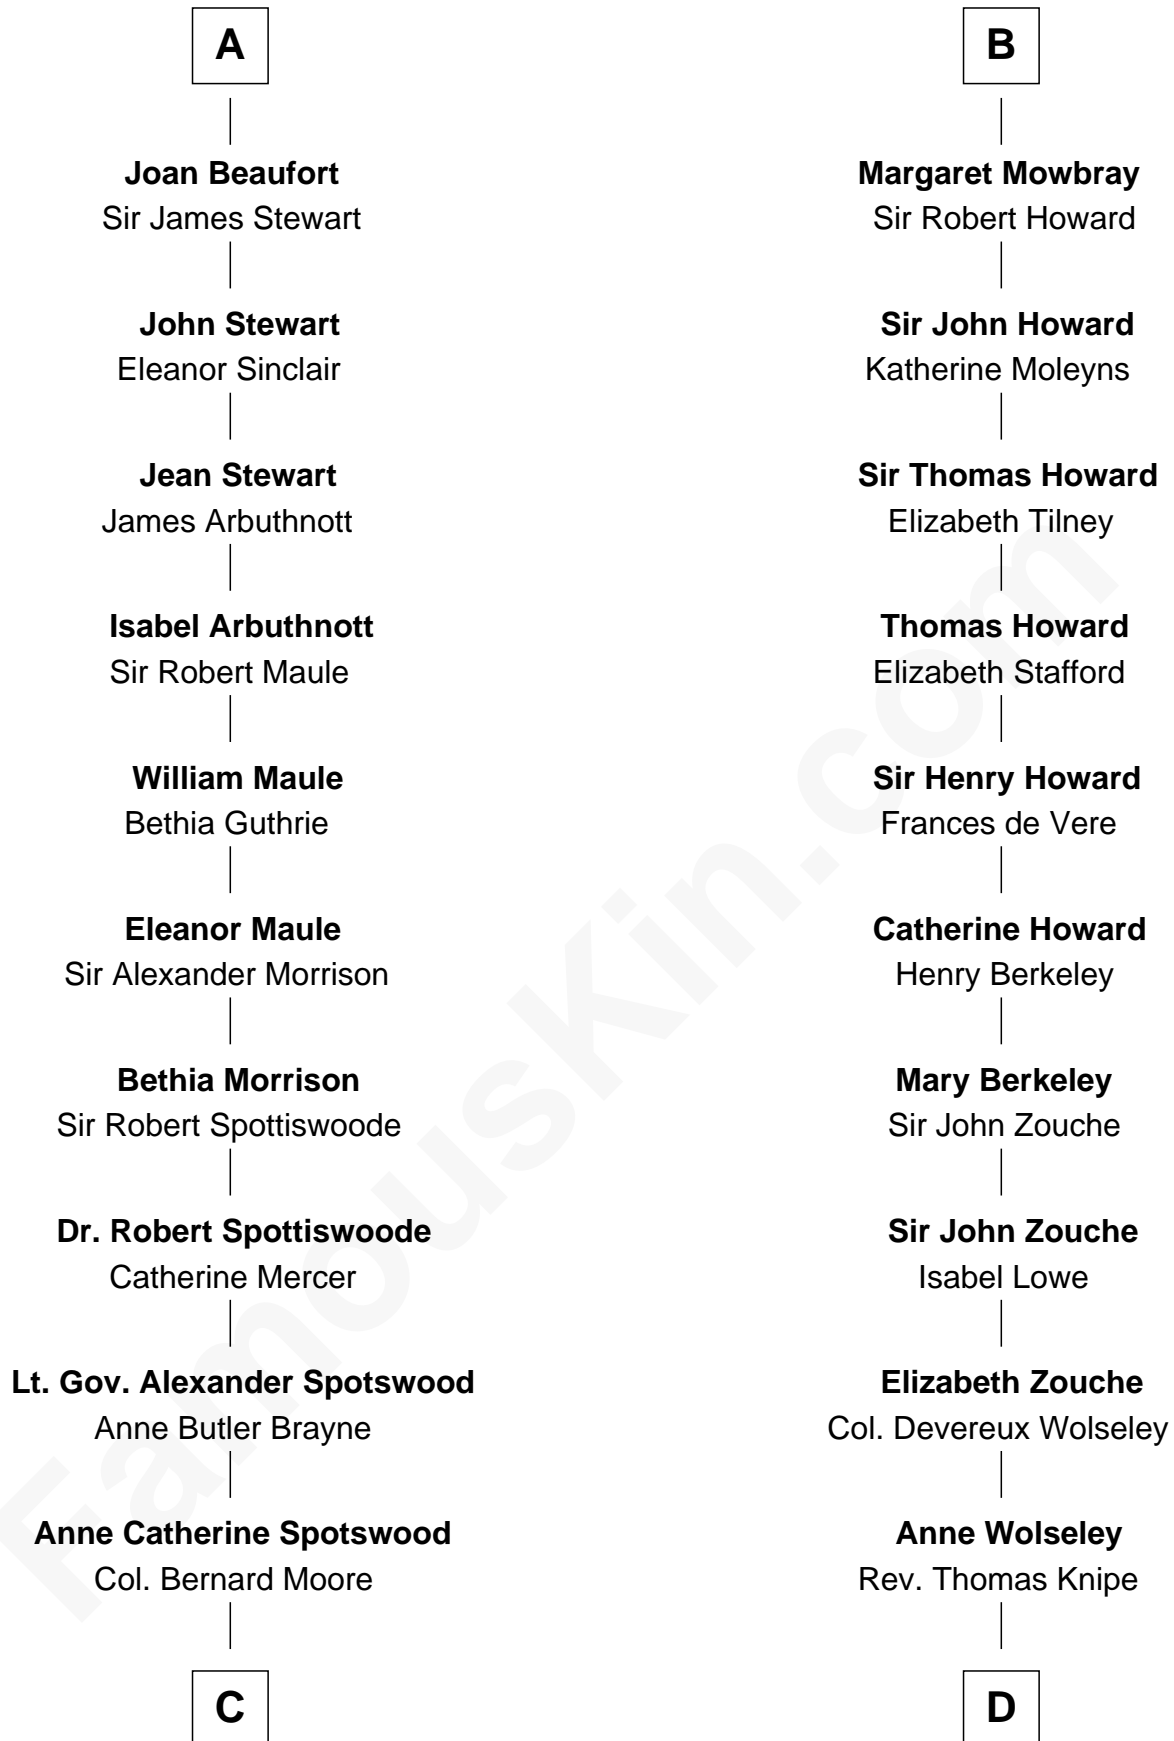 A
Joan Beaufort
Sir James Stewart
John Stewart
Eleanor Sinclair
Jean Stewart
James Arbuthnott
Isabel Arbuthnott
Sir Robert Maule
William Maule
Bethia Guthrie
Eleanor Maule
Sir Alexander Morrison
Bethia Morrison
Sir Robert Spottiswoode
Dr. Robert Spottiswoode
Catherine Mercer
Lt. Gov. Alexander Spotswood
Anne Butler Brayne
Anne Catherine Spotswood
Col. Bernard Moore
C
B
Margaret Mowbray
Sir Robert Howard
Sir John Howard
Katherine Moleyns
Sir Thomas Howard
Elizabeth Tilney
Thomas Howard
Elizabeth Stafford
Sir Henry Howard
Frances de Vere
Catherine Howard
Henry Berkeley
Mary Berkeley
Sir John Zouche
Sir John Zouche
Isabel Lowe
Elizabeth Zouche
Col. Devereux Wolseley
Anne Wolseley
Rev. Thomas Knipe
D
FamousKin.com